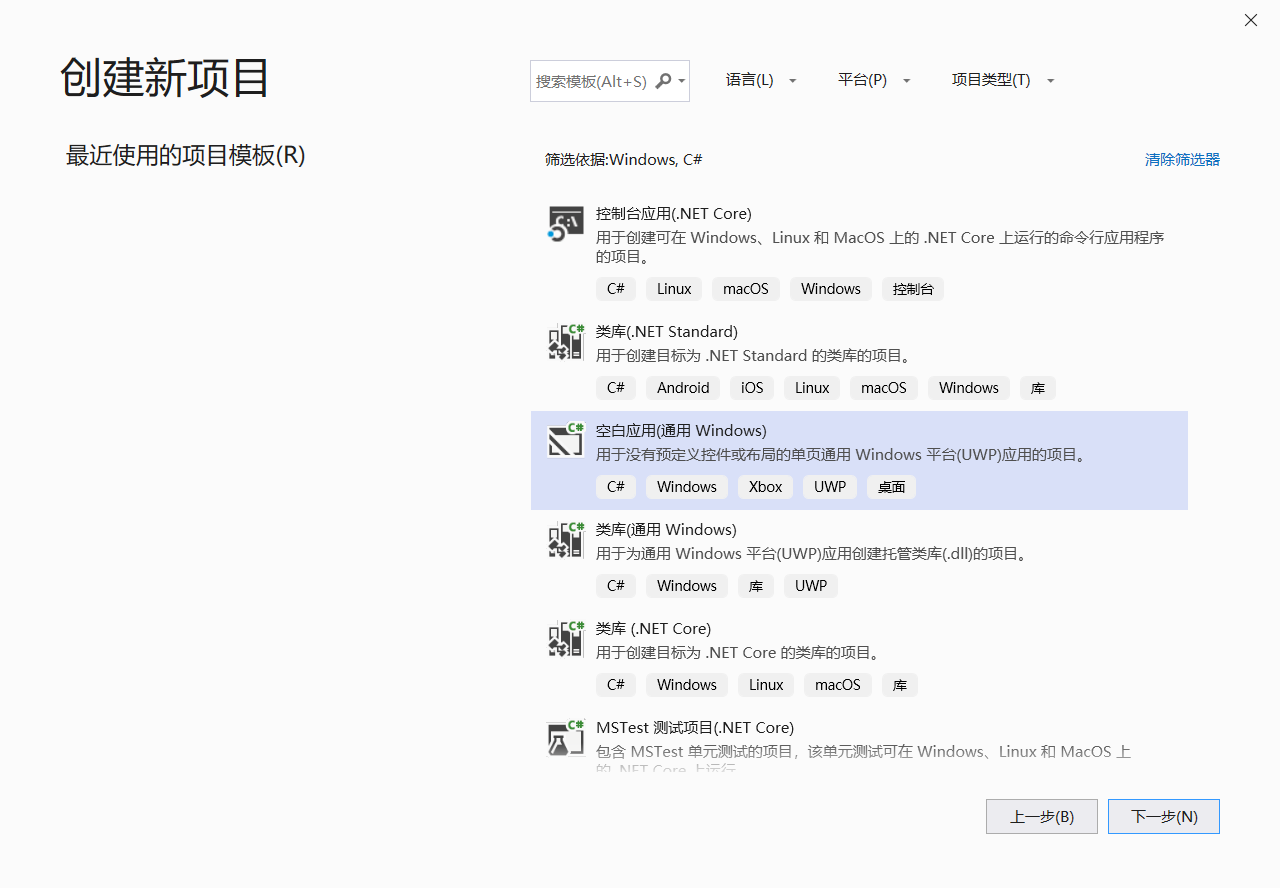 创建新项目
搜索模板(Alt+S)
语言(L)
平台(P)
项目类型(T)
最近使用的项目模板(R)
筛选依据:Windows, C#
清除筛选器
控制台应用(.NET Core)
用于创建可在 Windows、Linux 和 MacOS 上的 .NET Core 上运行的命令行应用程序
的项目。
C# Linux macOS Windows 控制台
类库(.NET Standard)
用于创建目标为 .NET Standard 的类库的项目。
C# Android iOS Linux macOS Windows 库
空白应用(通用 Windows)
用于没有预定义控件或布局的单页通用 Windows 平台(UWP)应用的项目。
C# Windows Xbox UWP 桌面
类库(通用 Windows)
用于为通用 Windows 平台(UWP)应用创建托管类库(.dll)的项目。
C# Windows 库 UWP
类库 (.NET Core)
用于创建目标为 .NET Core 的类库的项目。
C# Windows Linux macOS 库
MSTest 测试项目(.NET Core)
包含 MSTest 单元测试的项目，该单元测试可在 Windows、Linux 和 MacOS 上
的 .NET Core 上运行
上一步(B)
下一步(N)